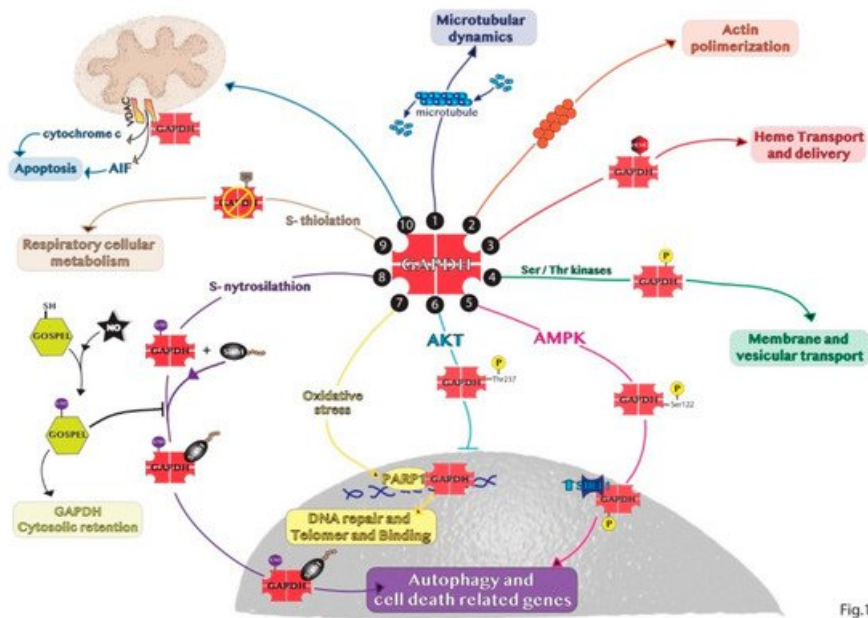 Microtubular
dynamics
Actin
polimerization
microtubule
VDAC
GAPDH
cytochrome c
Apoptosis
AIF
Heme Transport
and delivery
GAPDH
GAPDH
S- thiolation
Respiratory cellular
metabolism
10
1
2
9
3
8
4
7
6
5
GAPDH
Ser / Thr kinases
P
GAPDH
Membrane and
vesicular transport
S- nytrosilathion
SH
GOSPEL
NO
GAPDH
+
GOSPEL
GAPDH
GAPDH
Cytosolic retention
Oxidative
stress
AKT
P
GAPDH
Thr237
AMPK
P
GAPDH
Ser122
PARP1
GAPDH
DNA repair and
Telomer and Binding
GAPDH
P
GAPDH
Autophagy and
cell death related genes
Fig.1